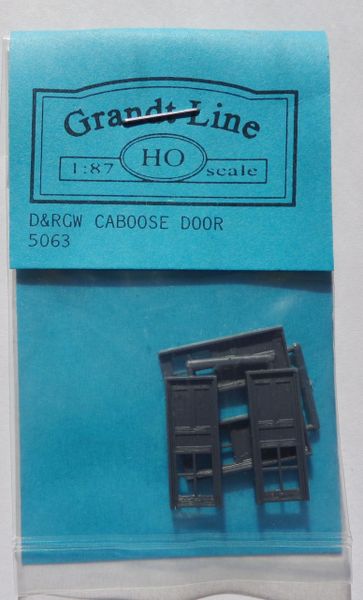 Grandt Line
1:87 HO scale
D&RGW CABOOSE DOOR
5063